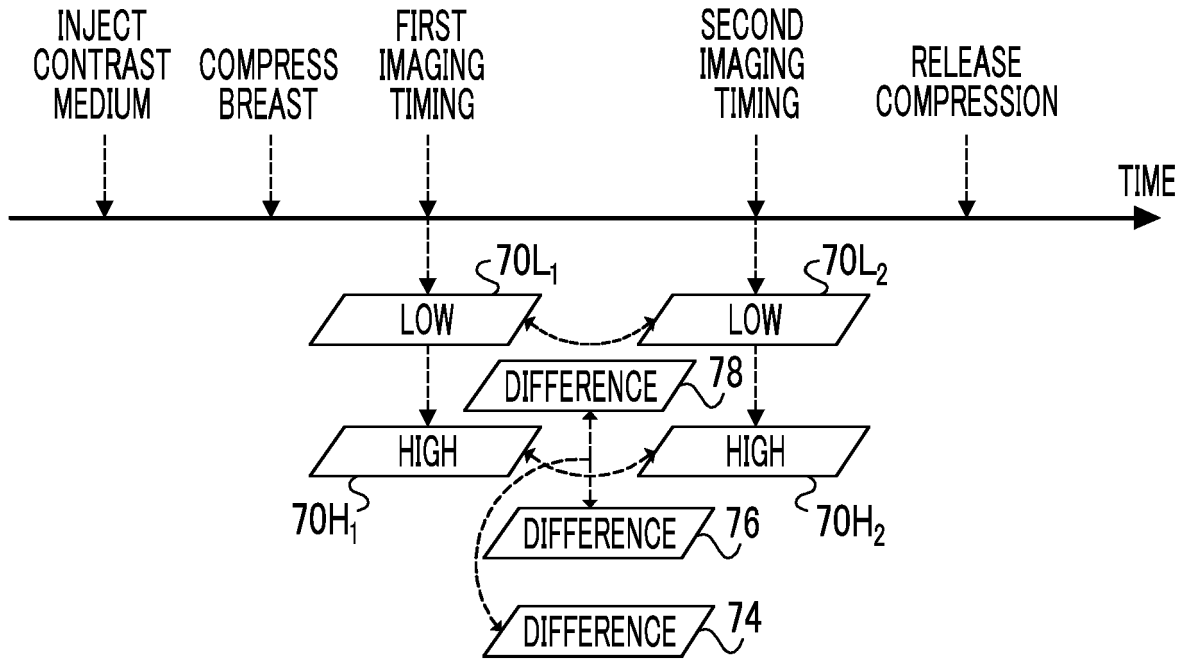 INJECT
CONTRAST
MEDIUM
COMPRESS
BREAST
FIRST
IMAGING
TIMING
SECOND
IMAGING
TIMING
RELEASE
COMPRESSION
TIME
70L₁
70L₂
LOW
LOW
DIFFERENCE
78
HIGH
HIGH
70H₁
DIFFERENCE
76
70H₂
DIFFERENCE
74